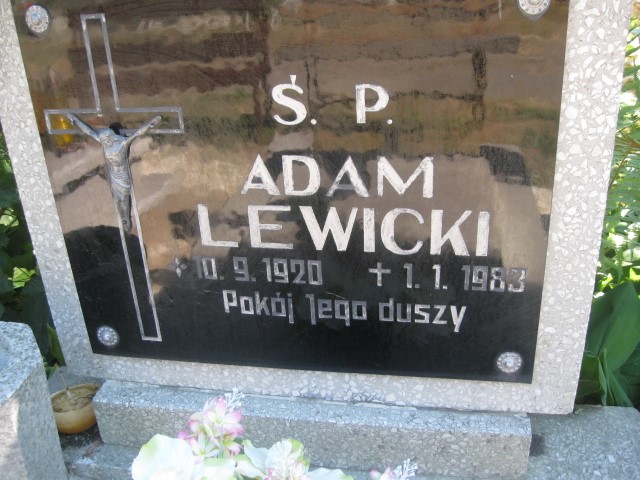 Ś. P.
ADAM
LEWICKI
* 10. 9. 1920 + 1. 1. 1983
Pokój Jego duszy